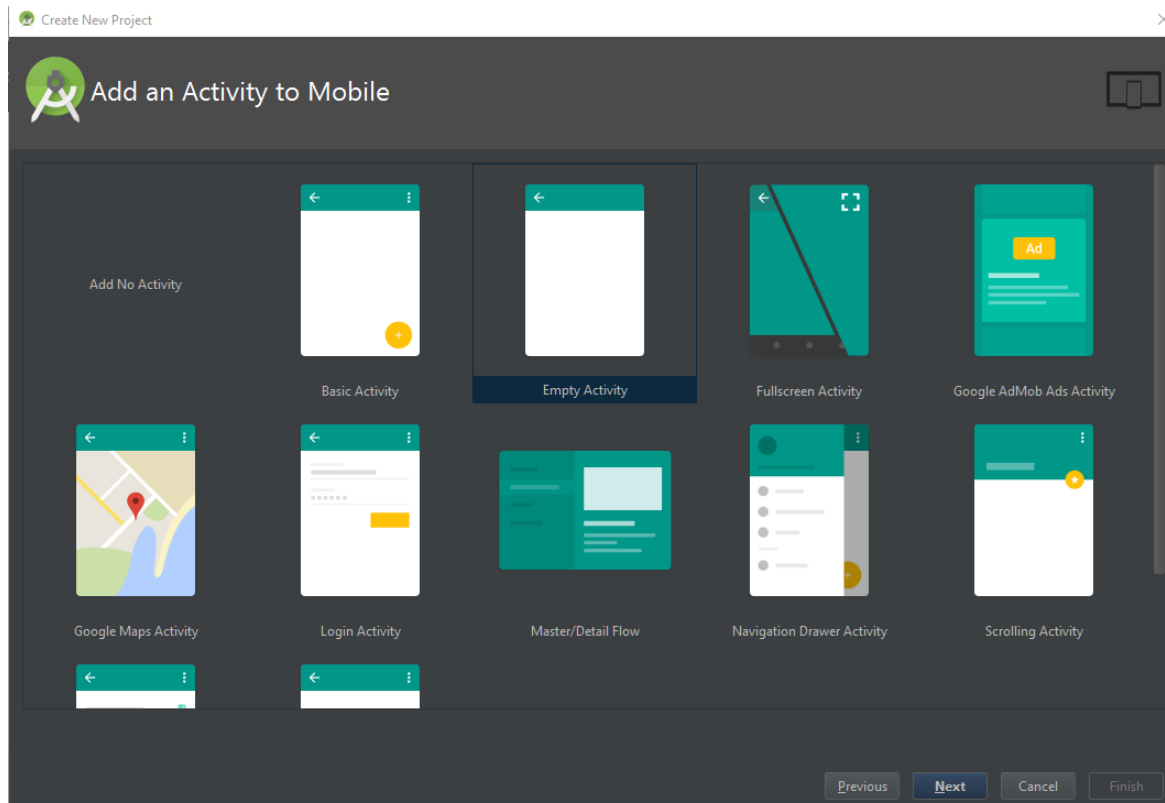 Create New Project
Add an Activity to Mobile
Add No Activity
Basic Activity
Empty Activity
Fullscreen Activity
Ad
Google AdMob Ads Activity
Google Maps Activity
Login Activity
Master/Detail Flow
Navigation Drawer Activity
Scrolling Activity
Previous
Next
Cancel
Finish